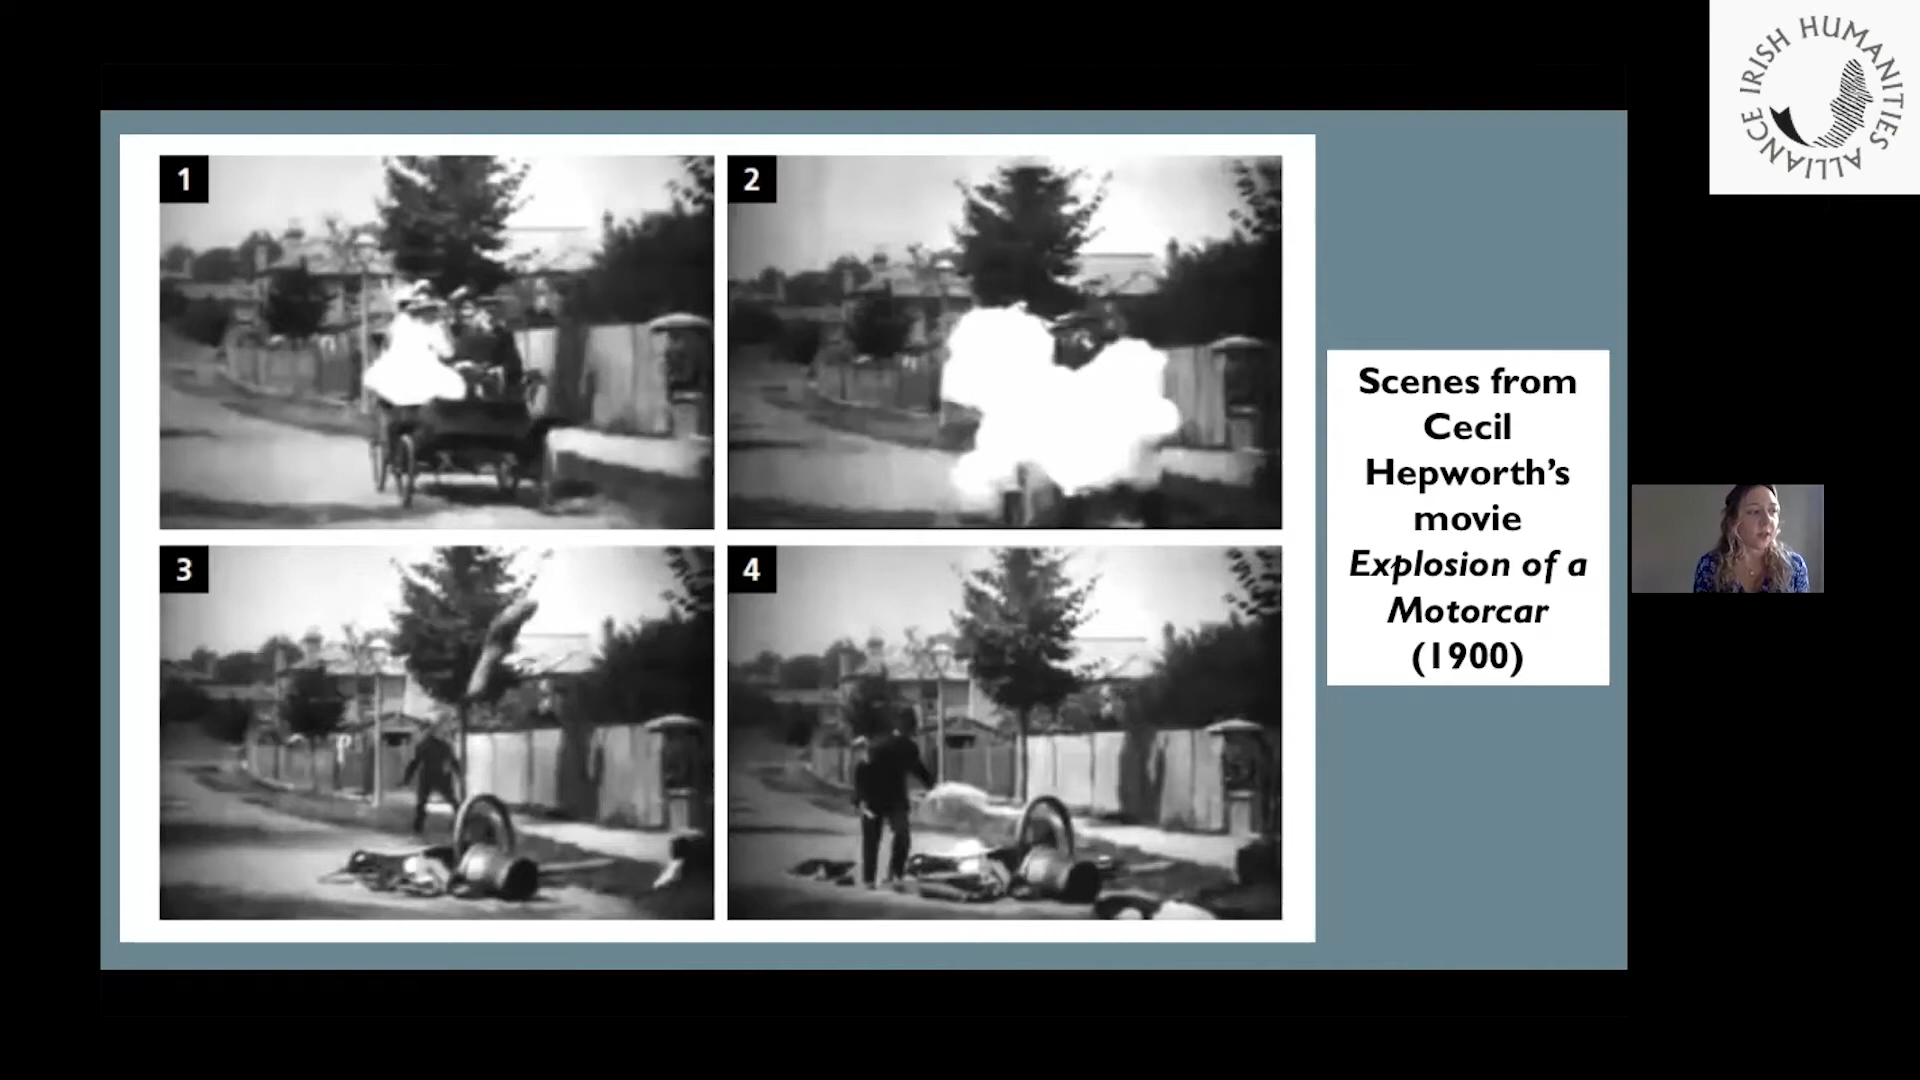 1
2
3
4
Scenes from
Cecil
Hepworth’s
movie
Explosion of a
Motorcar
(1900)
IRISH HUMANITIES ALLIANCE